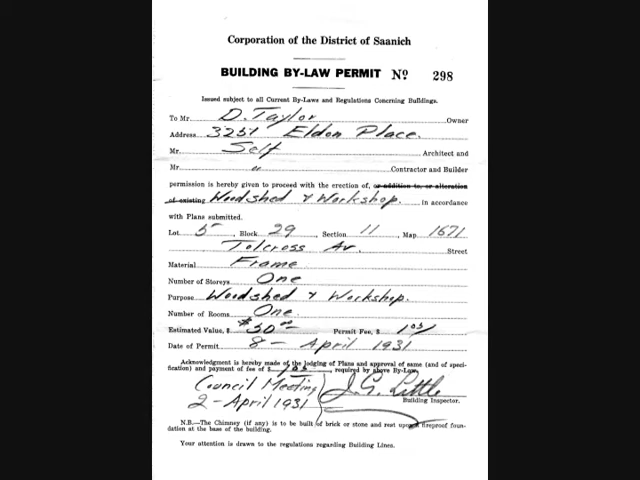 Corporation of the District of Saanich
BUILDING BY-LAW PERMIT Nº 298
Issued subject to all Current By-Laws and Regulations Concerning Buildings.
To Mr. D. Taylor Owner
Address 3251 Eldon Place.
Mr. Self Architect and
Mr. " Contractor and Builder
permission is hereby given to proceed with the erection of, or addition to, or alteration
of existing Woodshed & Workshop. in accordance
with Plans submitted.
Lot 5 Block 29 Section 11 Map 1671
Tolcross Av. Street
Material Frame
Number of Storeys One
Purpose Woodshed & Workshop.
Number of Rooms One.
Estimated Value, $ $50 00 Permit Fee, $
Date of Permit 8 - April 1931
Acknowledgment is hereby made of the lodging of Plans and approval of same (and of speci-
fication) and payment of fee of $ required by above By-Law.
Council Meeting J.G. Little
2 - April 1931 Building Inspector.
N.B.—The Chimney (if any) is to be built of brick or stone and rest upon a fireproof foun-
dation at the base of the building.
Your attention is drawn to the regulations regarding Building Lines.